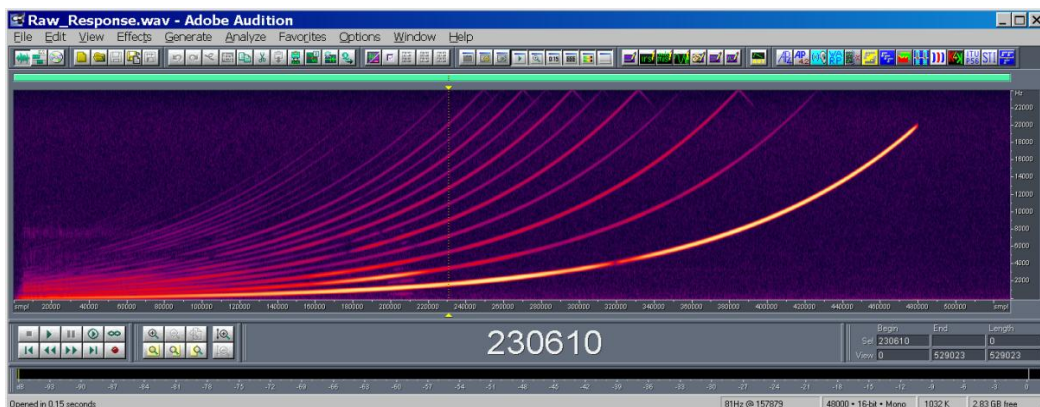 Raw_Response.wav - Adobe Audition
File Edit View Effects Generate Analyze Favorites Options Window Help
Hz
22000
20000
18000
16000
14000
12000
10000
8000
6000
4000
2000
smpl 20000 40000 60000 80000 100000 120000 140000 160000 180000 200000 220000 240000 260000 280000 300000 320000 340000 360000 380000 400000 420000 440000 460000 480000 500000 smpl
230610
Begin End Length
Sel 230610 0
View 0 529023 529023
dB -93 -90 -87 -84 -81 -78 -75 -72 -69 -66 -63 -60 -57 -54 -51 -48 -45 -42 -39 -36 -33 -30 -27 -24 -21 -18 -15 -12 -9 -6 -3 0
Opened in 0.15 seconds 81Hz @ 157879 48000 • 16-bit • Mono 1032 K 2.83 GB free